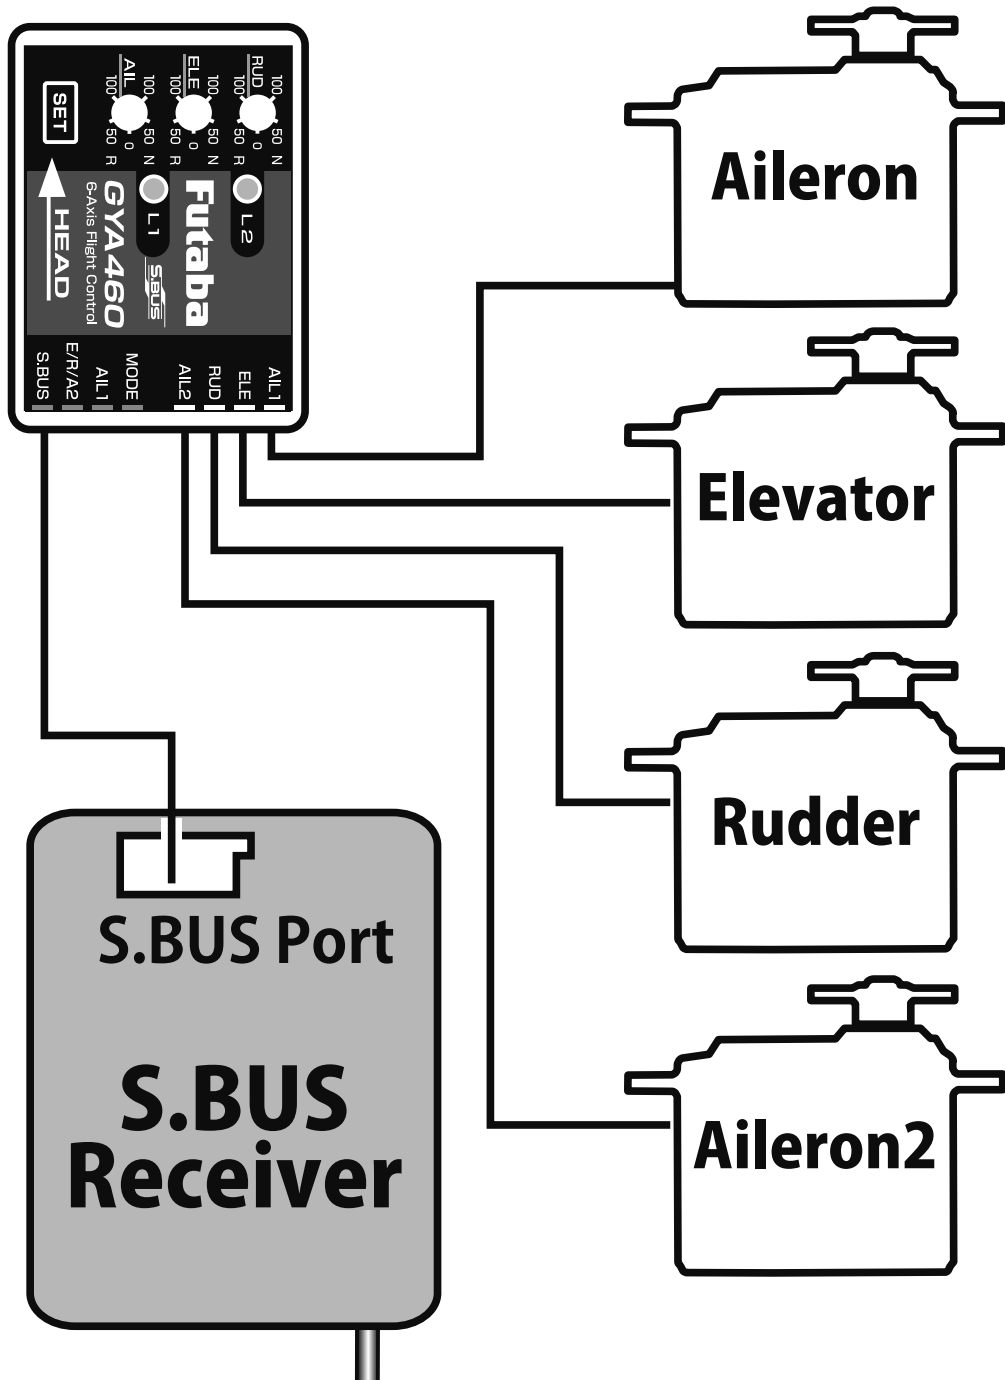 RUD
100
50
N
0
100
50
R
ELE
100
50
N
0
100
50
R
AIL
100
50
N
0
100
50
R
SET
HEAD
L2
L1
Futaba
S.BUS
GYA460
6-Axis Flight Control
S.BUS
E/R/A2
AIL1
MODE
AIL2
RUD
ELE
AIL1
Aileron
Elevator
Rudder
Aileron2
S.BUS Port
S.BUS
Receiver